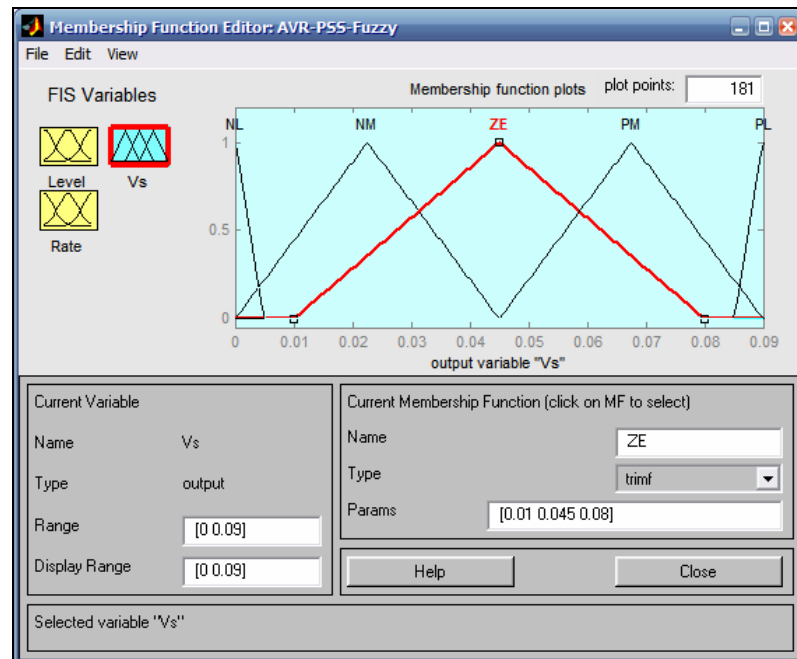 Membership Function Editor: AVR-PSS-Fuzzy
File Edit View
FIS Variables
Level
Vs
Rate
Membership function plots
plot points:
181
NL NM ZE PM PL
1
0.5
0
0 0.01 0.02 0.03 0.04 0.05 0.06 0.07 0.08 0.09
output variable "Vs"
Current Variable
Name Vs
Type output
Range [0 0.09]
Display Range [0 0.09]
Current Membership Function (click on MF to select)
Name ZE
Type trimf
Params [0.01 0.045 0.08]
Help Close
Selected variable "Vs"